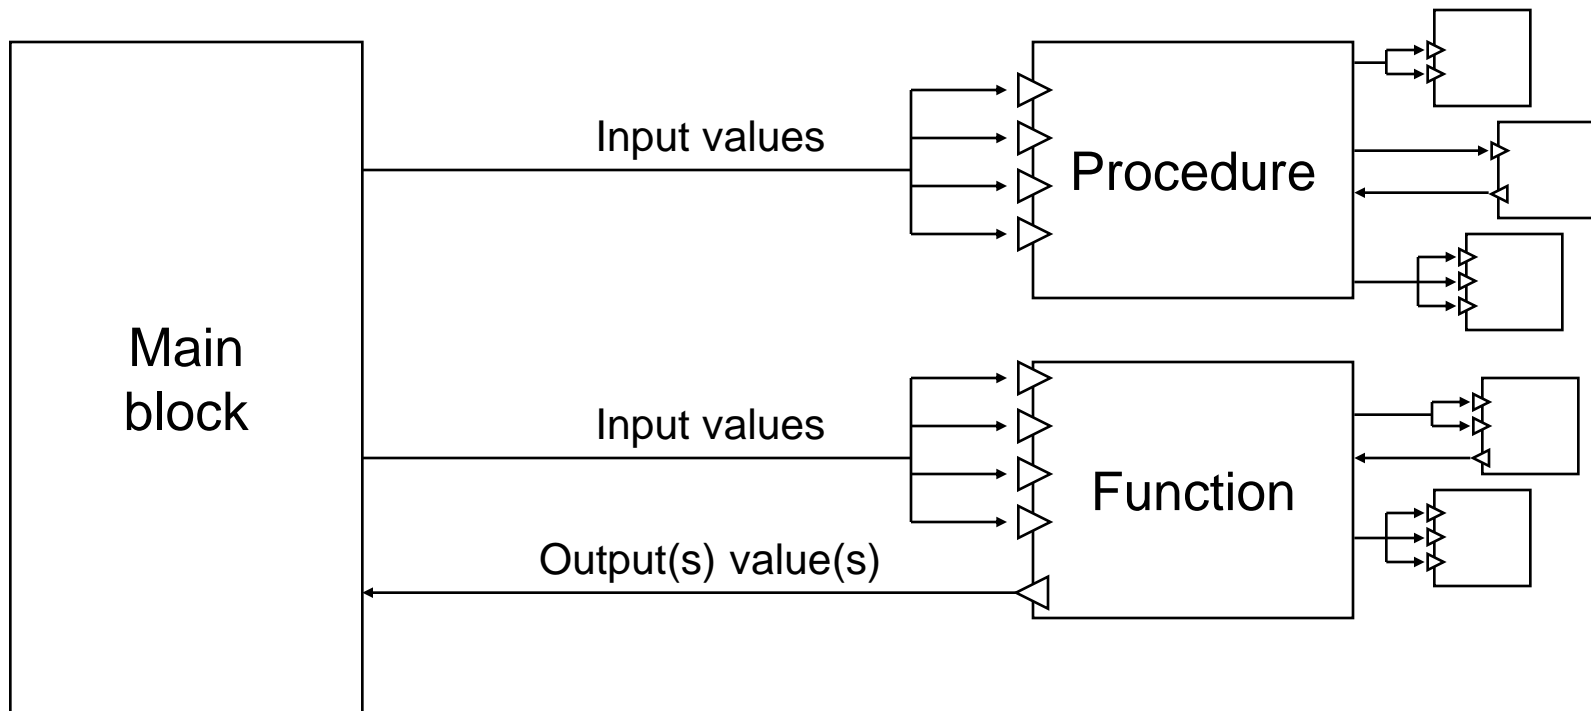 Input values
Procedure
Main
block
Input values
Function
Output(s) value(s)